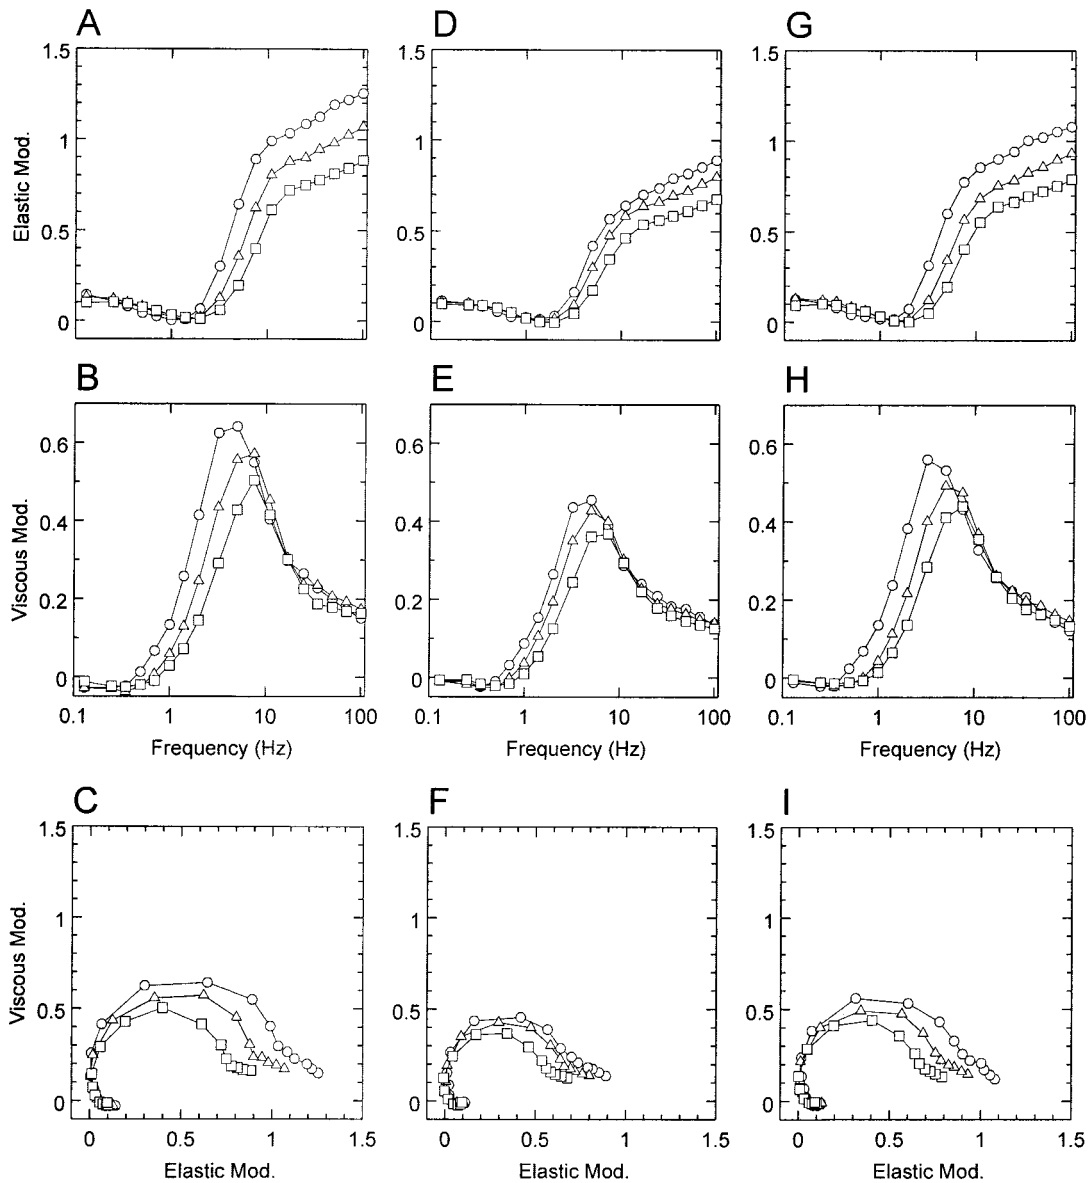 A D G
1.5 1.5 1.5
1 1 1
0.5 0.5 0.5
0 0 0
Elastic Mod.
B E H
0.6 0.6 0.6
0.4 0.4 0.4
0.2 0.2 0.2
0 0 0
Viscous Mod.
0.1 1 10 100 0.1 1 10 100 0.1 1 10 100
Frequency (Hz) Frequency (Hz) Frequency (Hz)
C F I
1.5 1.5 1.5
1 1 1
0.5 0.5 0.5
0 0 0
Viscous Mod.
0 0.5 1 1.5 0 0.5 1 1.5 0 0.5 1 1.5
Elastic Mod. Elastic Mod. Elastic Mod.